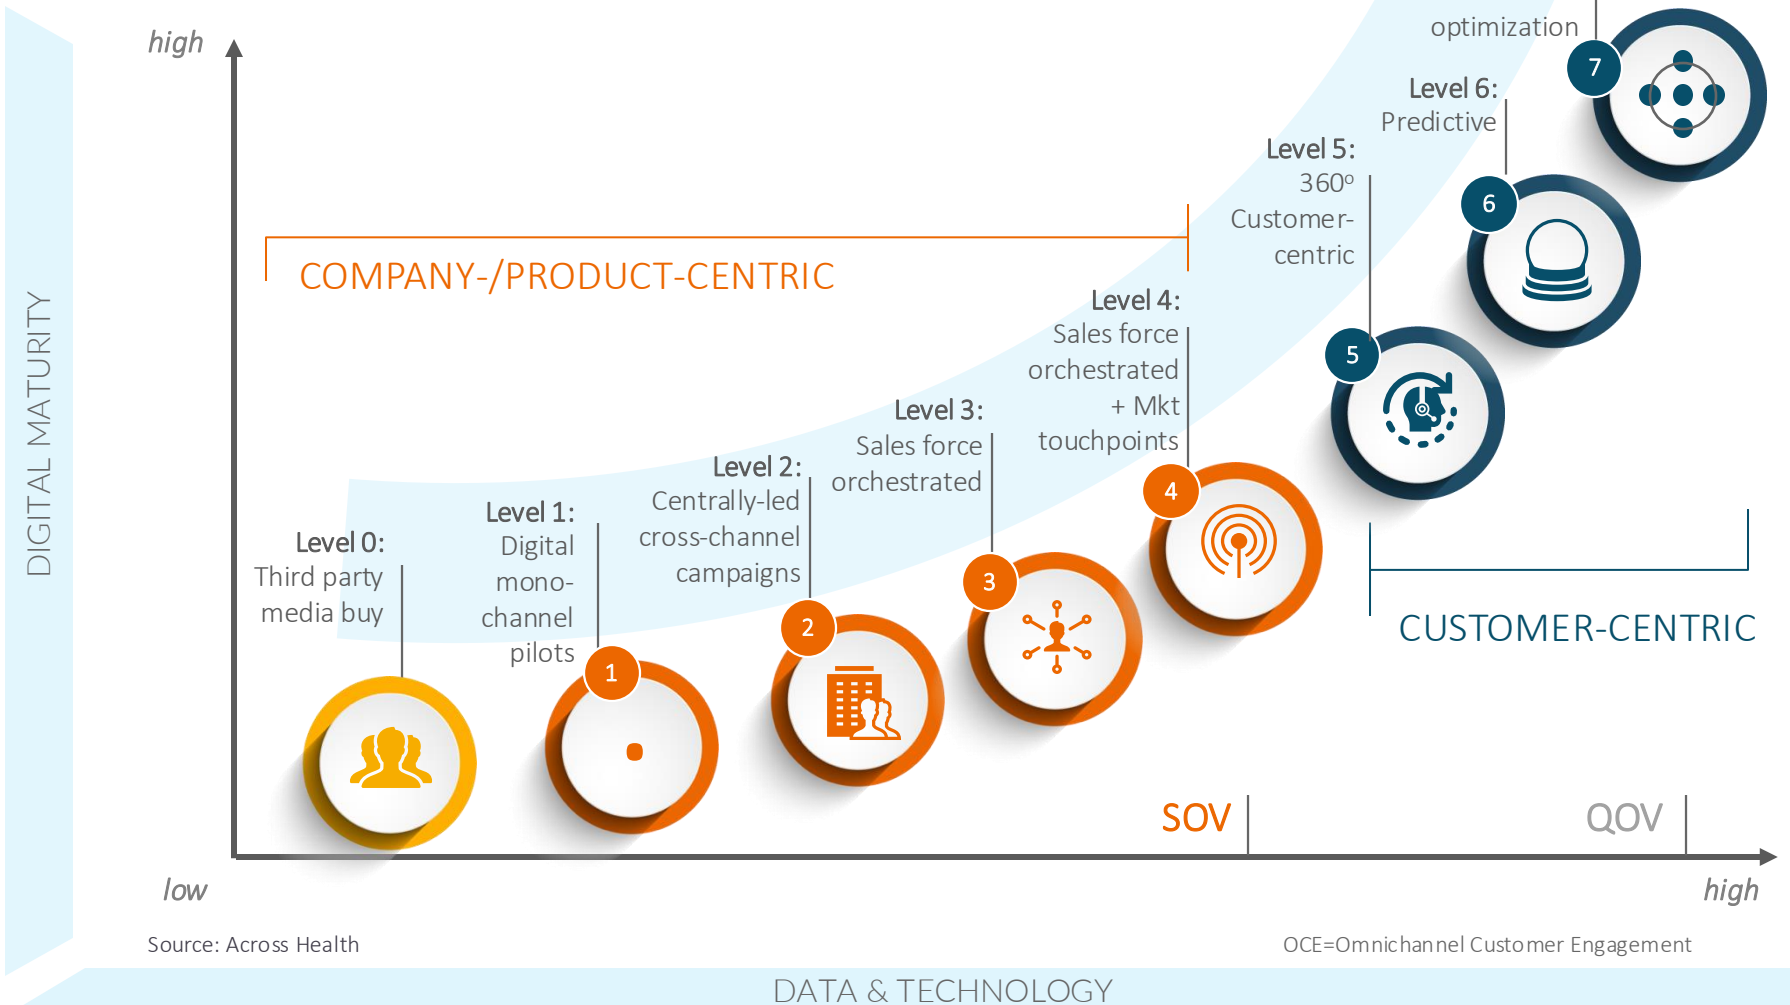 high
optimization
7
Level 6:
Predictive
6
Level 5:
360º
Customer-
centric
5
COMPANY-/PRODUCT-CENTRIC
Level 4:
Sales force
orchestrated
+ Mkt
touchpoints
4
Level 3:
Sales force
orchestrated
3
Level 2:
Centrally-led
cross-channel
campaigns
2
Level 1:
Digital
mono-
channel
pilots
1
Level 0:
Third party
media buy
CUSTOMER-CENTRIC
DIGITAL MATURITY
SOV
QOV
low
high
Source: Across Health
OCE=Omnichannel Customer Engagement
DATA & TECHNOLOGY